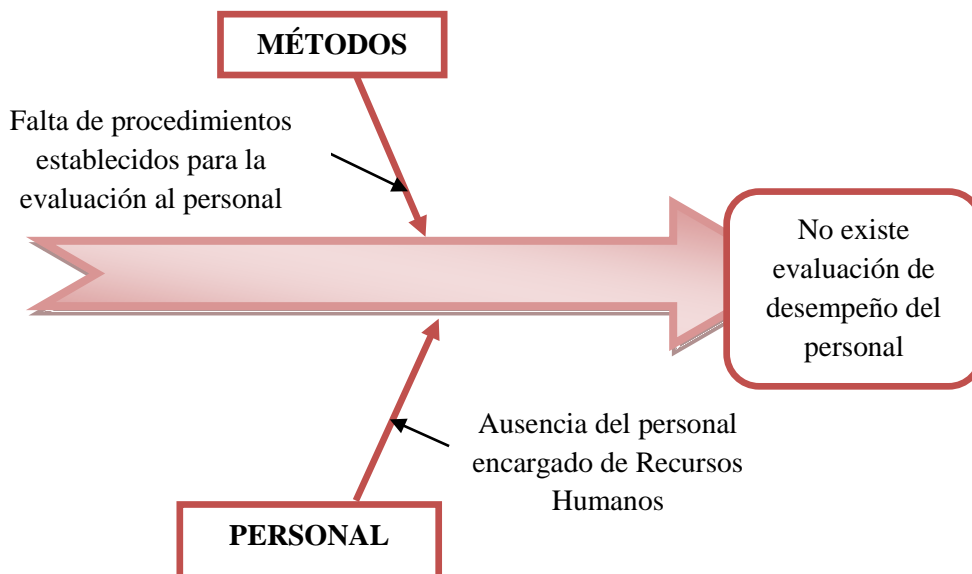 MÉTODOS
Falta de procedimientos
establecidos para la
evaluación al personal
No existe
evaluación de
desempeño del
personal
Ausencia del personal
encargado de Recursos
Humanos
PERSONAL